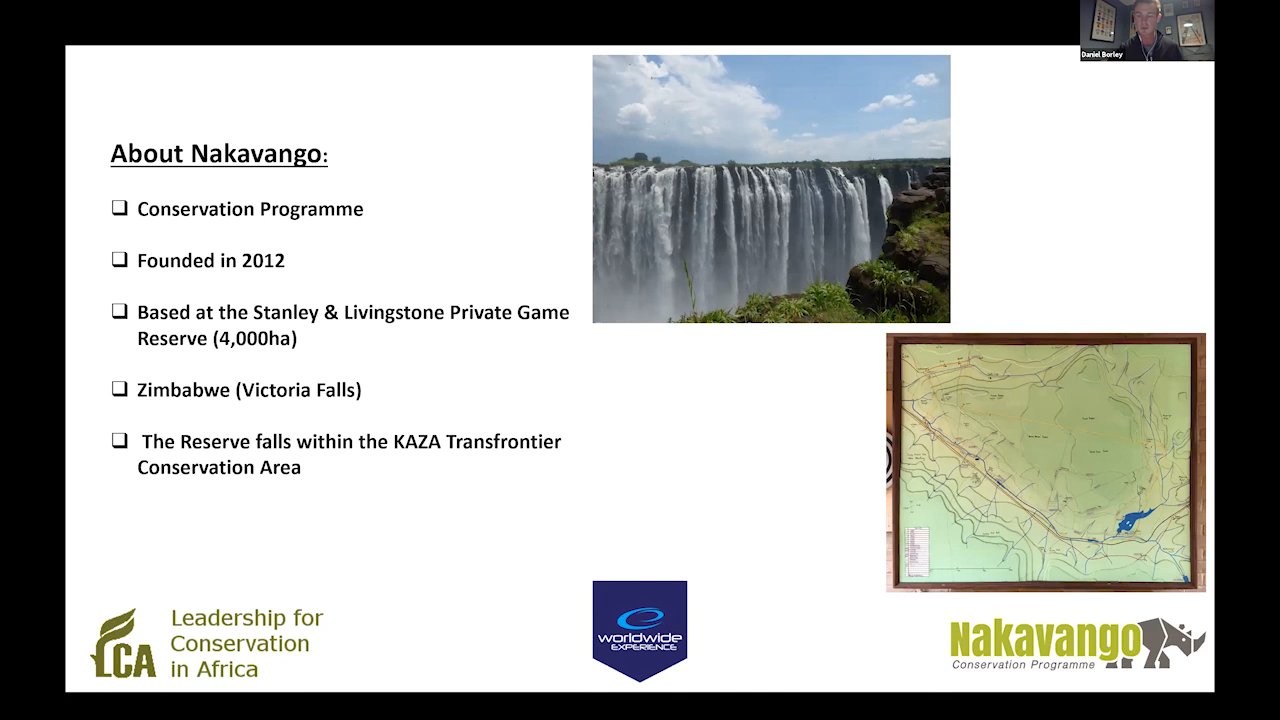 Daniel Borley
About Nakavango:
Conservation Programme
Founded in 2012
Based at the Stanley & Livingstone Private Game
Reserve (4,000ha)
Zimbabwe (Victoria Falls)
The Reserve falls within the KAZA Transfrontier
Conservation Area
LCA
Leadership for
Conservation
in Africa
worldwide
EXPERIENCE
Nakavango
Conservation Programme